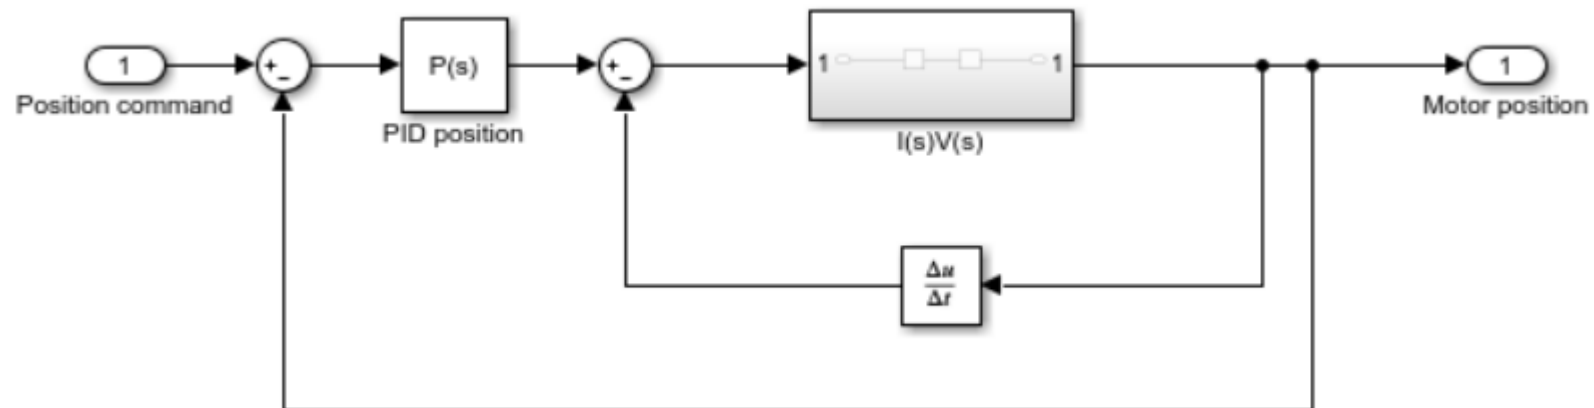 1
Position command
+
−
P(s)
PID position
+
−
1
1
I(s)V(s)
Δu
Δt
1
Motor position